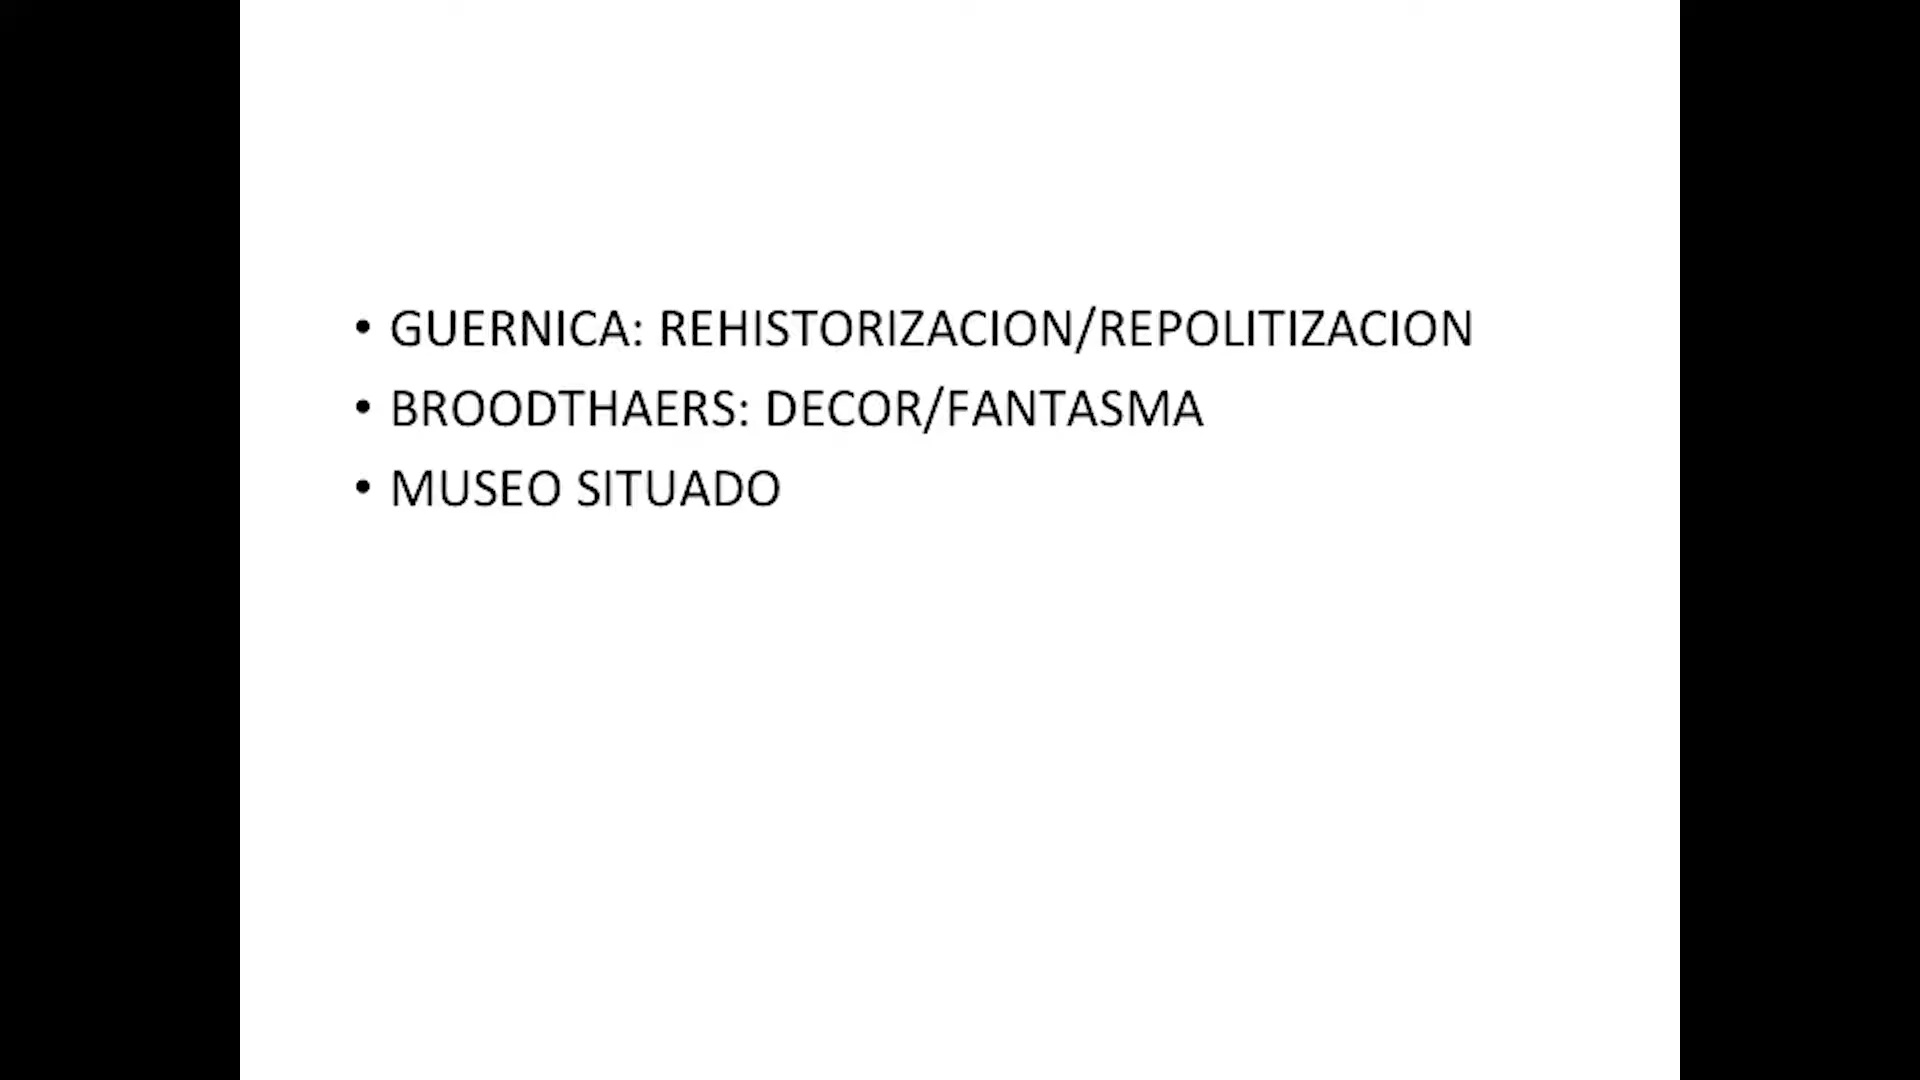 • GUERNICA: REHISTORIZACION/REPOLITIZACION
• BROODTHAERS: DECOR/FANTASMA
• MUSEO SITUADO